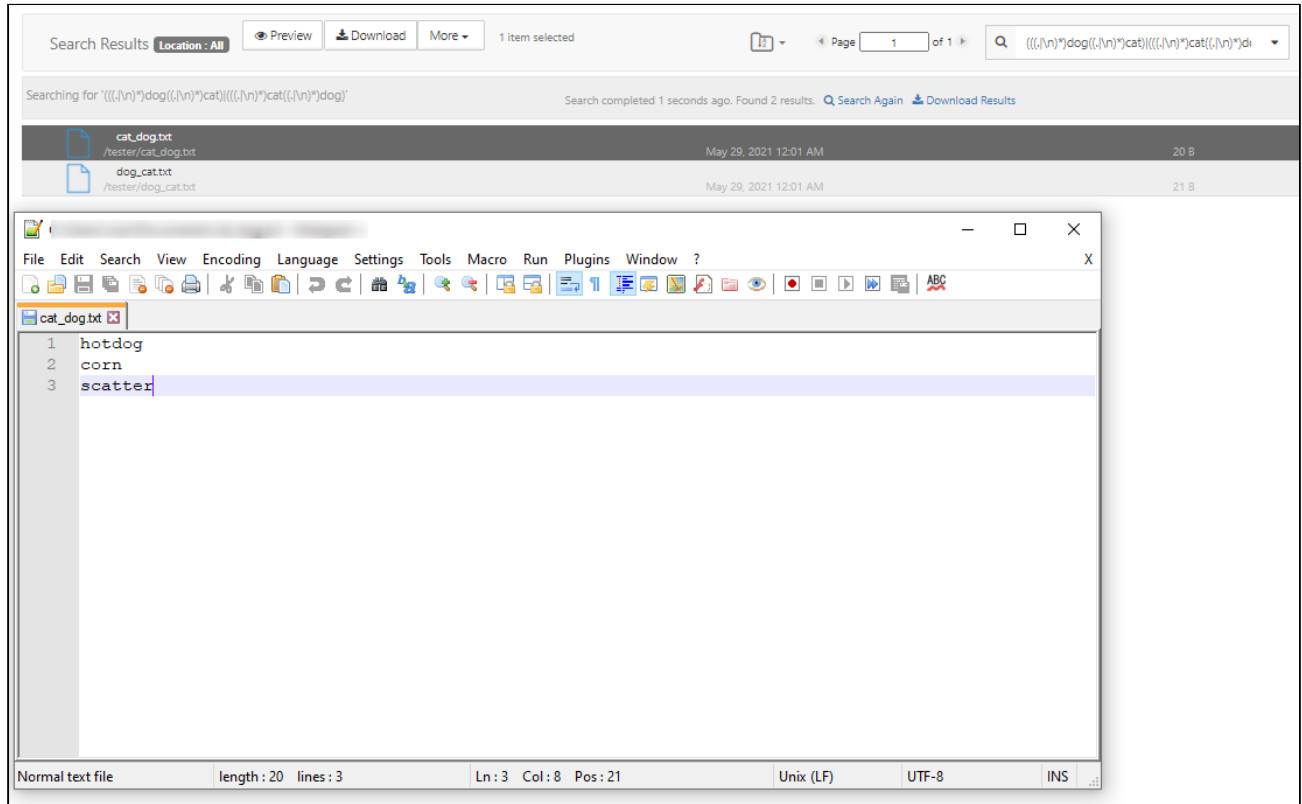 Search Results Location : All Preview Download More 1 item selected Page 1 of 1 (((.|\n)*)dog((.|\n)*)cat)|(((.|\n)*)cat((.|\n)*)d
Searching for '(((.|\n)*)dog((.|\n)*)cat)|(((.|\n)*)cat((.|\n)*)dog)' Search completed 1 seconds ago. Found 2 results. Search Again Download Results
cat_dog.txt
/tester/cat_dog.txt May 29, 2021 12:01 AM 20 B
dog_cat.txt
/tester/dog_cat.txt May 29, 2021 12:01 AM 21 B
File Edit Search View Encoding Language Settings Tools Macro Run Plugins Window ? X
ABC
cat_dog.txt
1 hotdog
2 corn
3 scatter
Normal text file length : 20 lines : 3 Ln : 3 Col : 8 Pos : 21 Unix (LF) UTF-8 INS